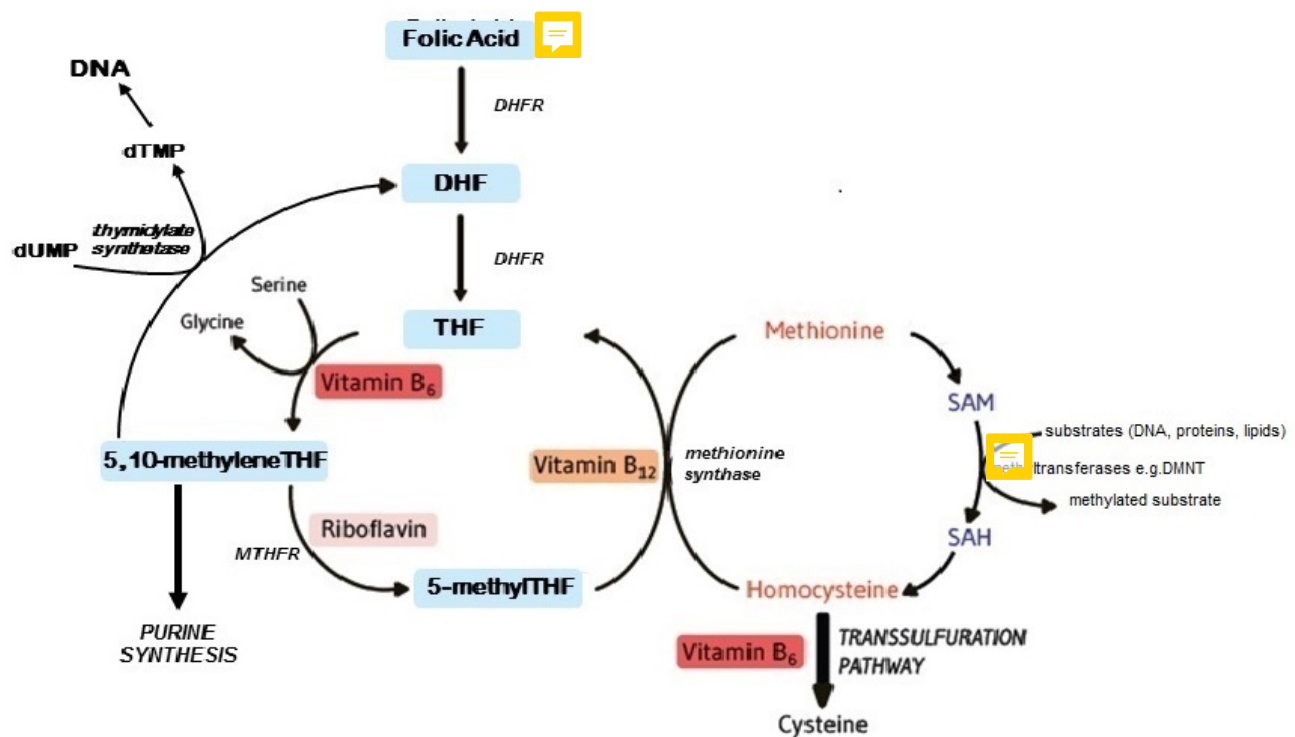 Folic Acid
DHFR
DNA
dTMP
DHF
thymidylate
synthetase
dUMP
DHFR
Serine
Glycine
THF
Methionine
Vitamin B6
SAM
substrates (DNA, proteins, lipids)
5,10-methyleneTHF
Vitamin B12
methionine
synthase
transferases e.g.DMNT
methylated substrate
Riboflavin
MTHFR
SAH
5-methylTHF
Homocysteine
PURINE
SYNTHESIS
Vitamin B6
TRANSSULFURATION
PATHWAY
Cysteine